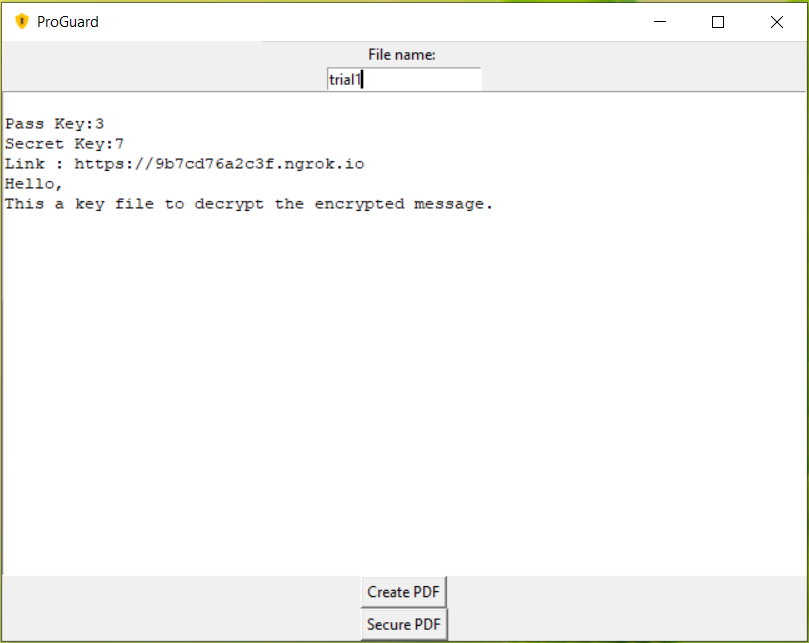 ProGuard
File name:
trial1
Pass Key:3
Secret Key:7
Link : https://9b7cd76a2c3f.ngrok.io
Hello,
This a key file to decrypt the encrypted message.
Create PDF
Secure PDF